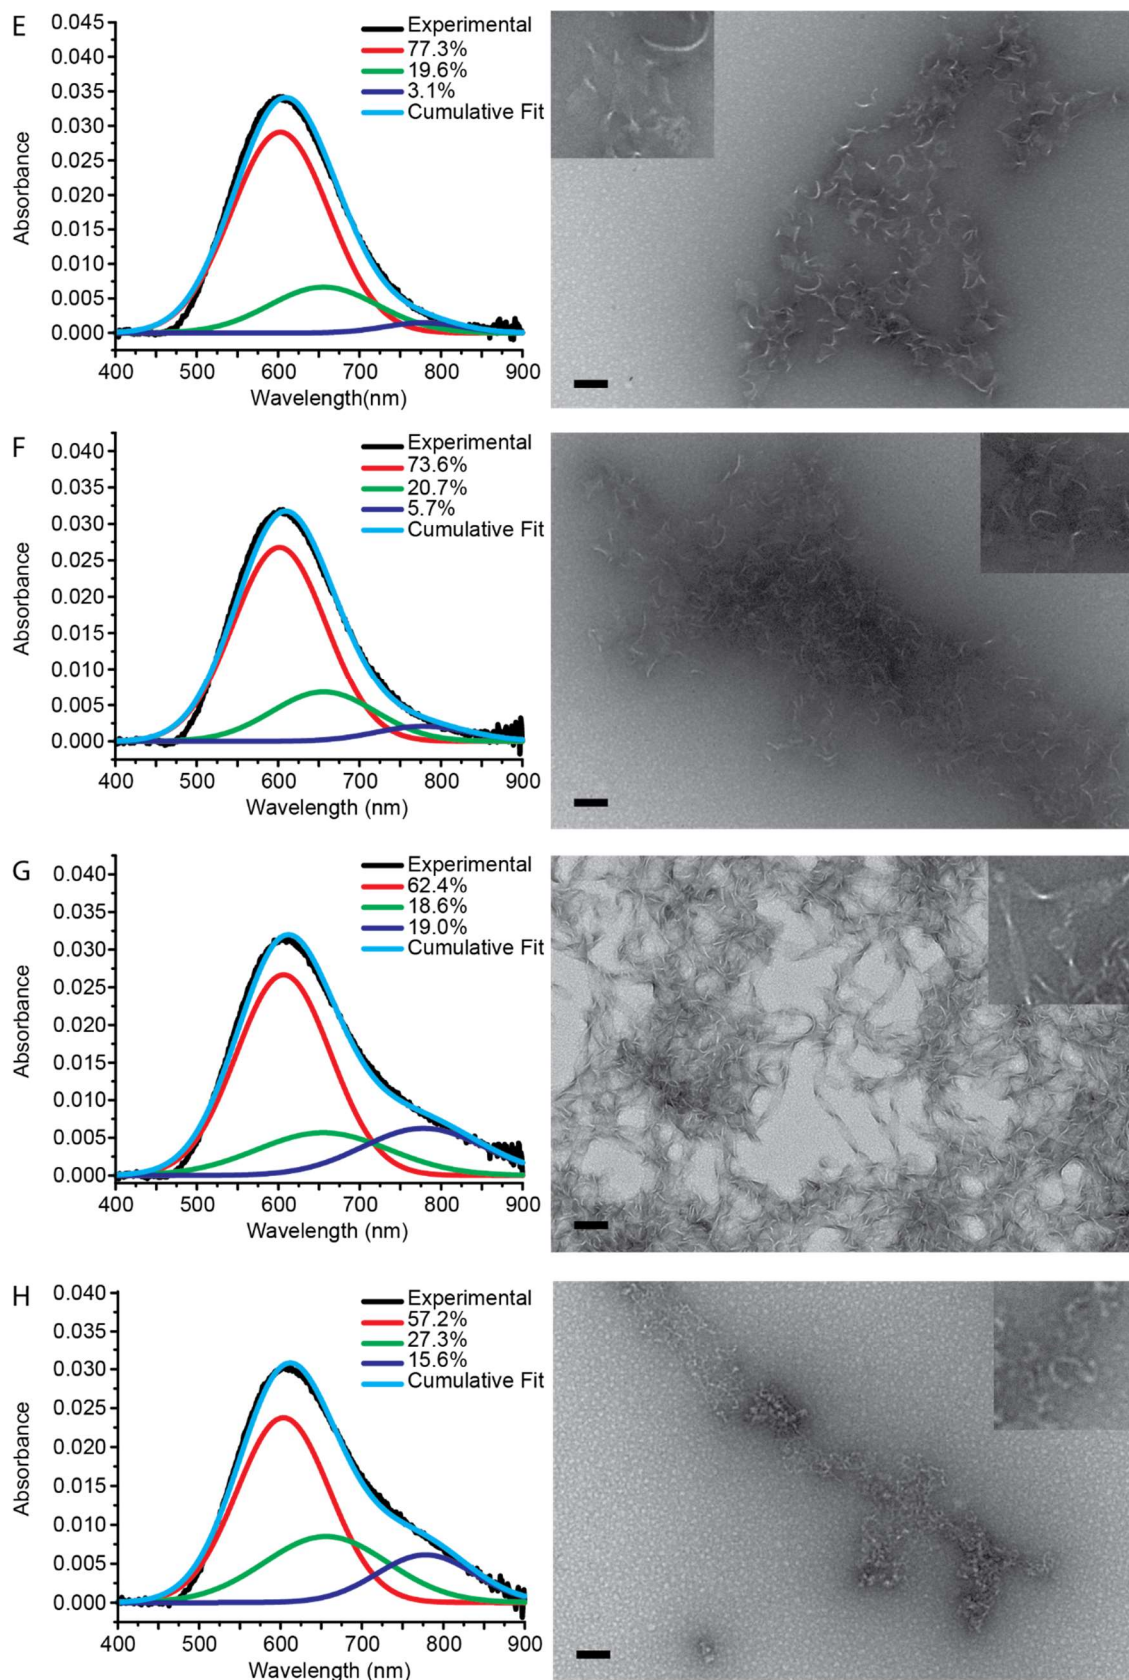 E
Absorbance
0.045
0.040
0.035
0.030
0.025
0.020
0.015
0.010
0.005
0.000
Experimental
77.3%
19.6%
3.1%
Cumulative Fit
400 500 600 700 800 900
Wavelength(nm)
F
Absorbance
0.040
0.035
0.030
0.025
0.020
0.015
0.010
0.005
0.000
Experimental
73.6%
20.7%
5.7%
Cumulative Fit
400 500 600 700 800 900
Wavelength (nm)
G
Absorbance
0.040
0.035
0.030
0.025
0.020
0.015
0.010
0.005
0.000
Experimental
62.4%
18.6%
19.0%
Cumulative Fit
400 500 600 700 800 900
Wavelength (nm)
H
Absorbance
0.040
0.035
0.030
0.025
0.020
0.015
0.010
0.005
0.000
Experimental
57.2%
27.3%
15.6%
Cumulative Fit
400 500 600 700 800 900
Wavelength (nm)